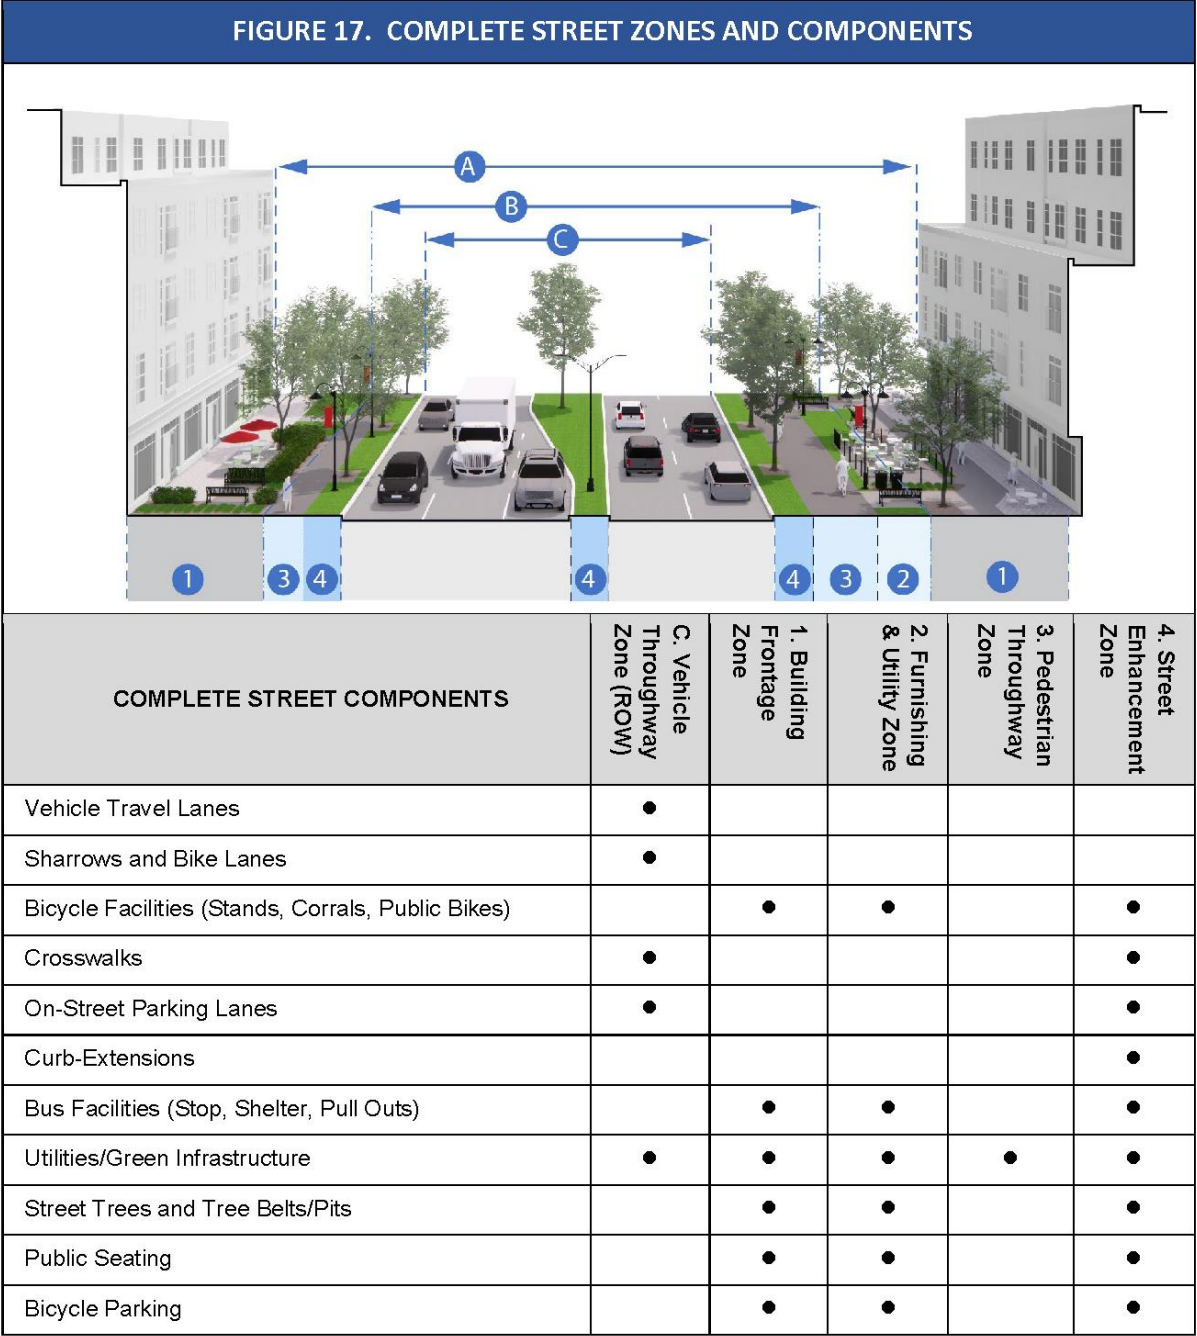 FIGURE 17.  COMPLETE STREET ZONES AND COMPONENTS
A
B
C
1
3
4
4
4
3
2
1
COMPLETE STREET COMPONENTS
C. Vehicle
Throughway
Zone (ROW)
1. Building
Frontage
Zone
2. Furnishing
& Utility Zone
3. Pedestrian
Throughway
Zone
4. Street
Enhancement
Zone
Vehicle Travel Lanes ●
Sharrows and Bike Lanes ●
Bicycle Facilities (Stands, Corrals, Public Bikes) ● ● ●
Crosswalks ● ●
On-Street Parking Lanes ● ●
Curb-Extensions ●
Bus Facilities (Stop, Shelter, Pull Outs) ● ● ●
Utilities/Green Infrastructure ● ● ● ● ●
Street Trees and Tree Belts/Pits ● ● ●
Public Seating ● ● ●
Bicycle Parking ● ● ●